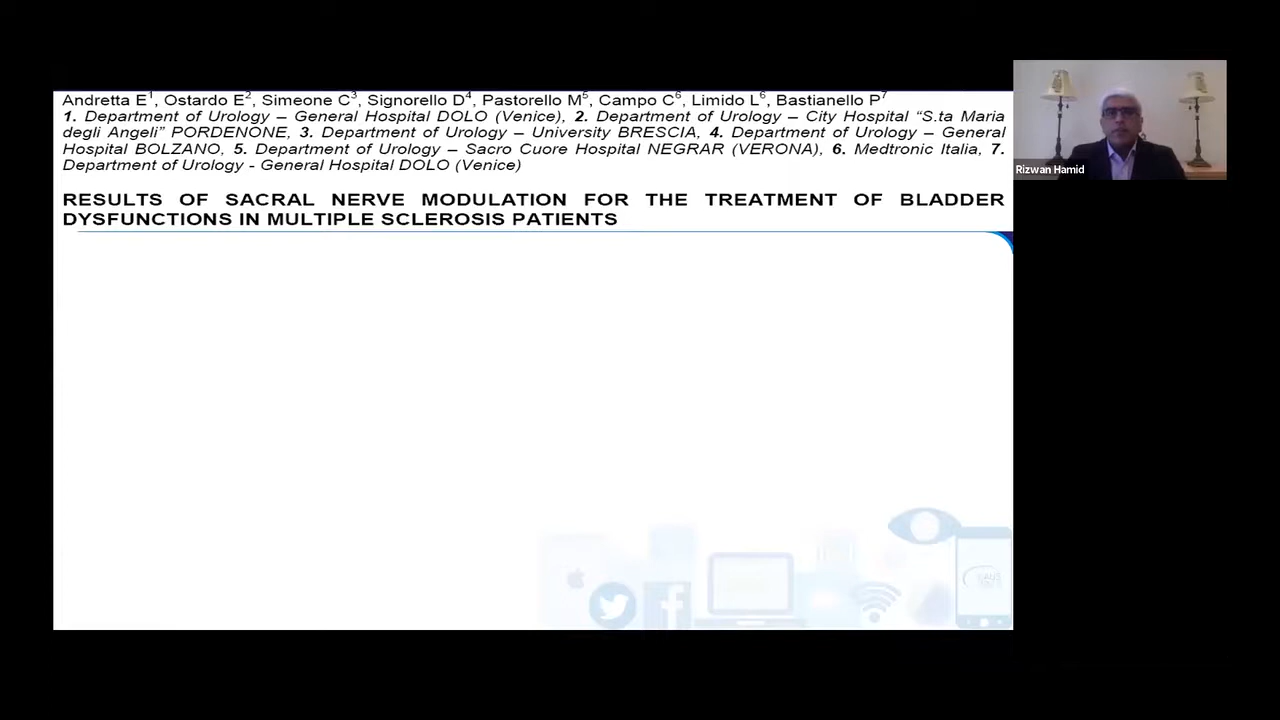 Andretta E1, Ostardo E2, Simeone C3, Signorello D4, Pastorello M5, Campo C6, Limido L6, Bastianello P7
1. Department of Urology – General Hospital DOLO (Venice), 2. Department of Urology – City Hospital “S.ta Maria
degli Angeli” PORDENONE, 3. Department of Urology – University BRESCIA, 4. Department of Urology – General
Hospital BOLZANO, 5. Department of Urology – Sacro Cuore Hospital NEGRAR (VERONA), 6. Medtronic Italia, 7.
Department of Urology - General Hospital DOLO (Venice)
RESULTS OF SACRAL NERVE MODULATION FOR THE TREATMENT OF BLADDER
DYSFUNCTIONS IN MULTIPLE SCLEROSIS PATIENTS
Rizwan Hamid